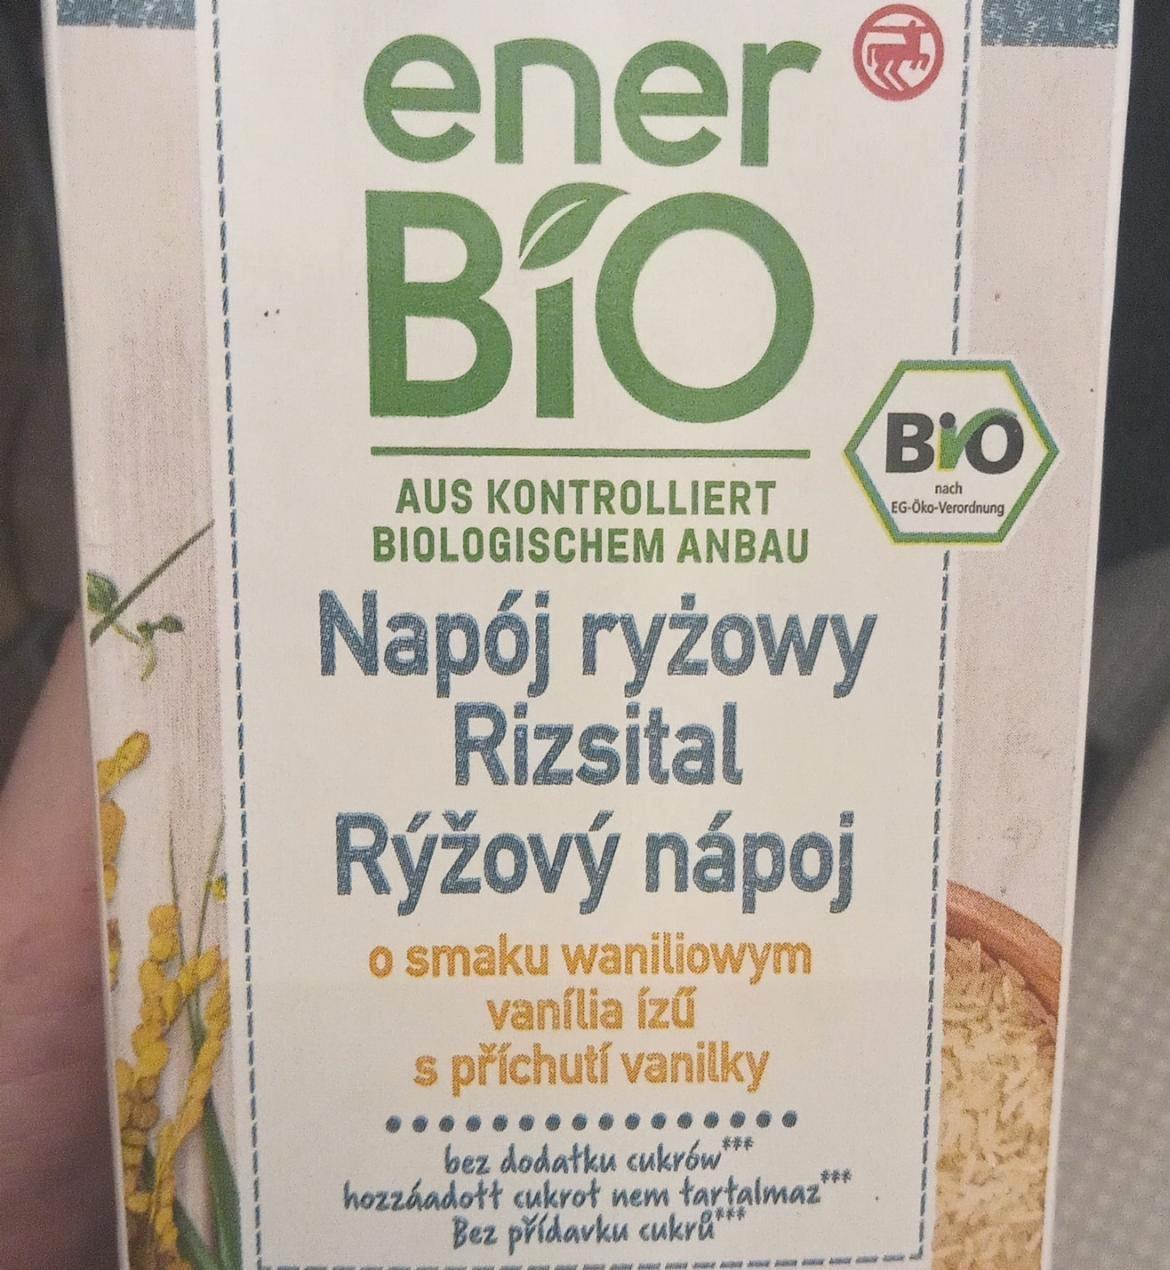 ener
BiO
AUS KONTROLLIERT
BIOLOGISCHEM ANBAU
BiO
nach
EG-Öko-Verordnung
Napój ryżowy
Rizsital
Rýžový nápoj
o smaku waniliowym
vanília ízű
s příchutí vanilky
bez dodatku cukrów***
hozzáadott cukrot nem tartalmaz***
Bez přídavku cukrů***